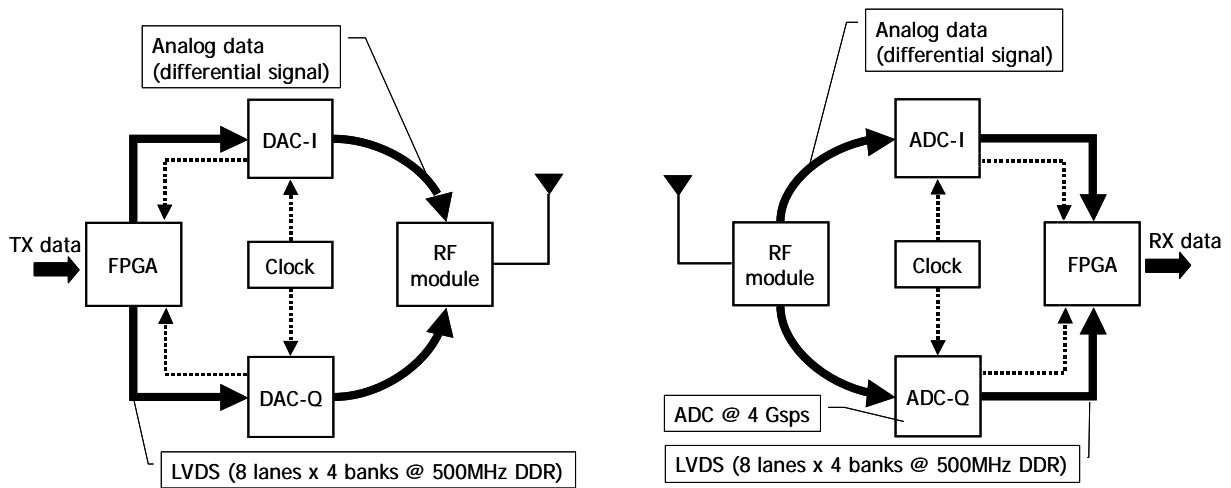 Analog data
(differential signal)
DAC-I
TX data
FPGA
Clock
RF
module
DAC-Q
LVDS (8 lanes x 4 banks @ 500MHz DDR)
Analog data
(differential signal)
ADC-I
RF
module
Clock
FPGA
RX data
ADC-Q
ADC @ 4 Gsps
LVDS (8 lanes x 4 banks @ 500MHz DDR)